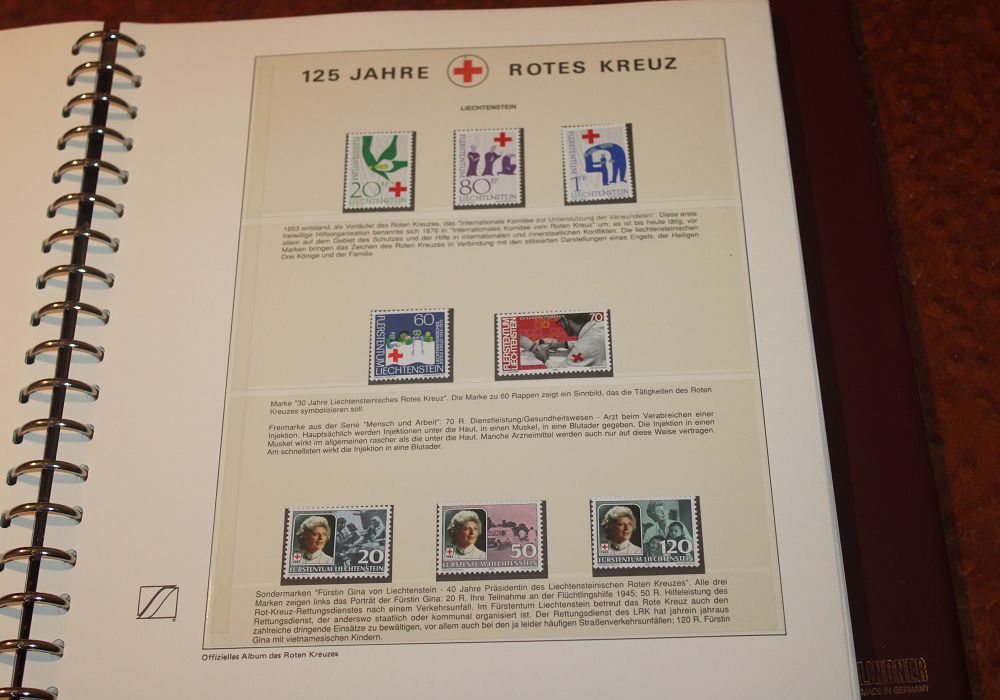 125 JAHRE ROTES KREUZ
LIECHTENSTEIN
FÜRSTENTUM
20 RP
LIECHTENSTEIN
FÜRSTENTUM
80 RP
LIECHTENSTEIN
FÜRSTENTUM
1 FR
LIECHTENSTEIN
1863 entstand, als Vorläufer des Roten Kreuzes, das "Internationale Komitee zur Unterstützung der Verwundeten". Diese erste
freiwillige Hilfsorganisation benannte sich 1876 in "Internationales Komitee vom Roten Kreuz" um; es ist bis heute tätig, vor
allem auf dem Gebiet des Schutzes und der Hilfe in internationalen und innerstaatlichen Konflikten. Die liechtensteinischen
Marken bringen das Zeichen des Roten Kreuzes in Verbindung mit den stilisierten Darstellungen eines Engels, der Heiligen
Drei Könige und der Familie.
60
FÜRSTENTUM
LIECHTENSTEIN
GESUNDHEITSWESEN
70
FÜRSTENTUM
LIECHTENSTEIN
Marke "30 Jahre Liechtensteinisches Rotes Kreuz". Die Marke zu 60 Rappen zeigt ein Sinnbild, das die Tätigkeiten des Roten
Kreuzes symbolisieren soll.
Freimarke aus der Serie "Mensch und Arbeit": 70 R. Dienstleistung/Gesundheitswesen - Arzt beim Verabreichen einer
Injektion. Hauptsächlich werden Injektionen unter die Haut, in einen Muskel, in eine Blutader gegeben. Die Injektion in einen
Muskel wirkt im allgemeinen rascher als die unter die Haut. Manche Arzneimittel werden auch nur auf diese Weise vertragen.
Am schnellsten wirkt die Injektion in eine Blutader.
20
FÜRSTENTUM LIECHTENSTEIN
50
FÜRSTENTUM LIECHTENSTEIN
120
FÜRSTENTUM LIECHTENSTEIN
Sondermarken "Fürstin Gina von Liechtenstein - 40 Jahre Präsidentin des Liechtensteinischen Roten Kreuzes". Alle drei
Marken zeigen links das Porträt der Fürstin Gina: 20 R. Ihre Teilnahme an der Flüchtlingshilfe 1945; 50 R. Hilfeleistung des
Rot-Kreuz-Rettungsdienstes nach einem Verkehrsunfall. Im Fürstentum Liechtenstein betreut das Rote Kreuz auch den
Rettungsdienst, der anderswo staatlich oder kommunal organisiert ist. Der Rettungsdienst des LRK hat jahrein jahraus
zahlreiche dringende Einsätze zu bewältigen, vor allem auch bei den ja leider häufigen Straßenverkehrsunfällen; 120 R. Fürstin
Gina mit vietnamesischen Kindern.
Offizielles Album des Roten Kreuzes
LINDNER
MADE IN GERMANY